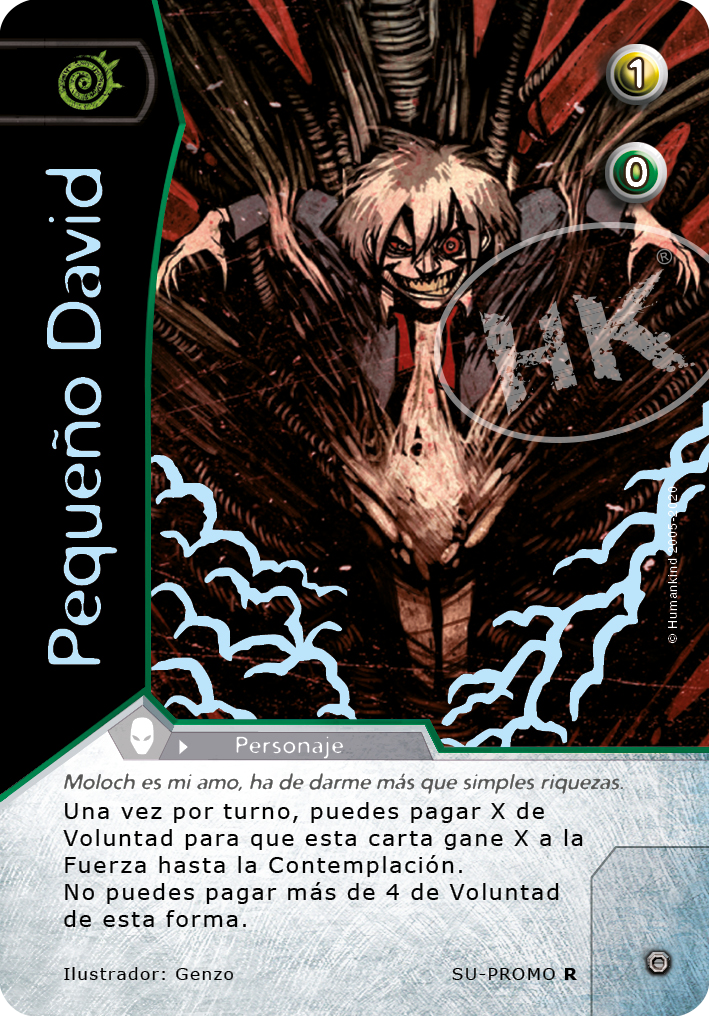 1
0
Pequeño David
HK
®
© Humankind 2005-2020
Personaje
Moloch es mi amo, ha de darme más que simples riquezas.
Una vez por turno, puedes pagar X de
Voluntad para que esta carta gane X a la
Fuerza hasta la Contemplación.
No puedes pagar más de 4 de Voluntad
de esta forma.
Ilustrador: Genzo
SU-PROMO R